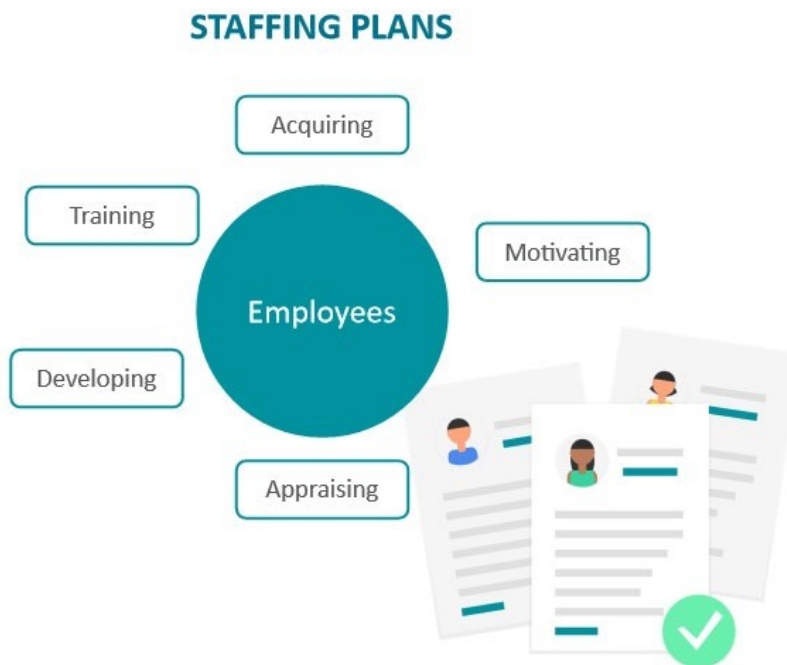 STAFFING PLANS
Acquiring
Training
Motivating
Employees
Developing
Appraising